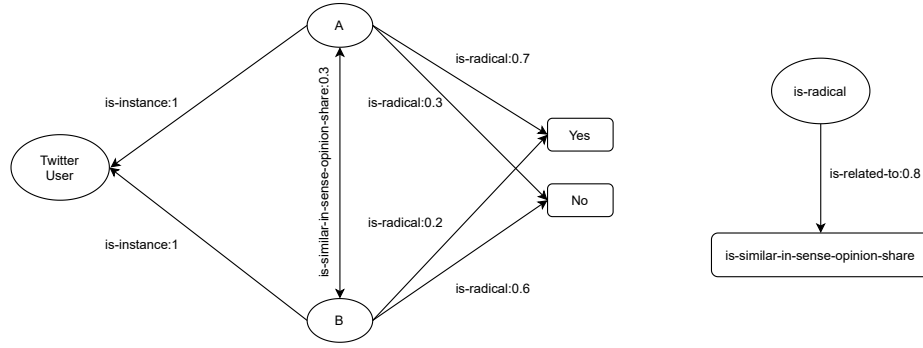 A
is-radical:0.7
is-instance:1
is-similar-in-sense-opinion-share:0.3
is-radical:0.3
is-radical
Yes
Twitter
User
is-related-to:0.8
No
is-radical:0.2
is-instance:1
is-similar-in-sense-opinion-share
is-radical:0.6
B